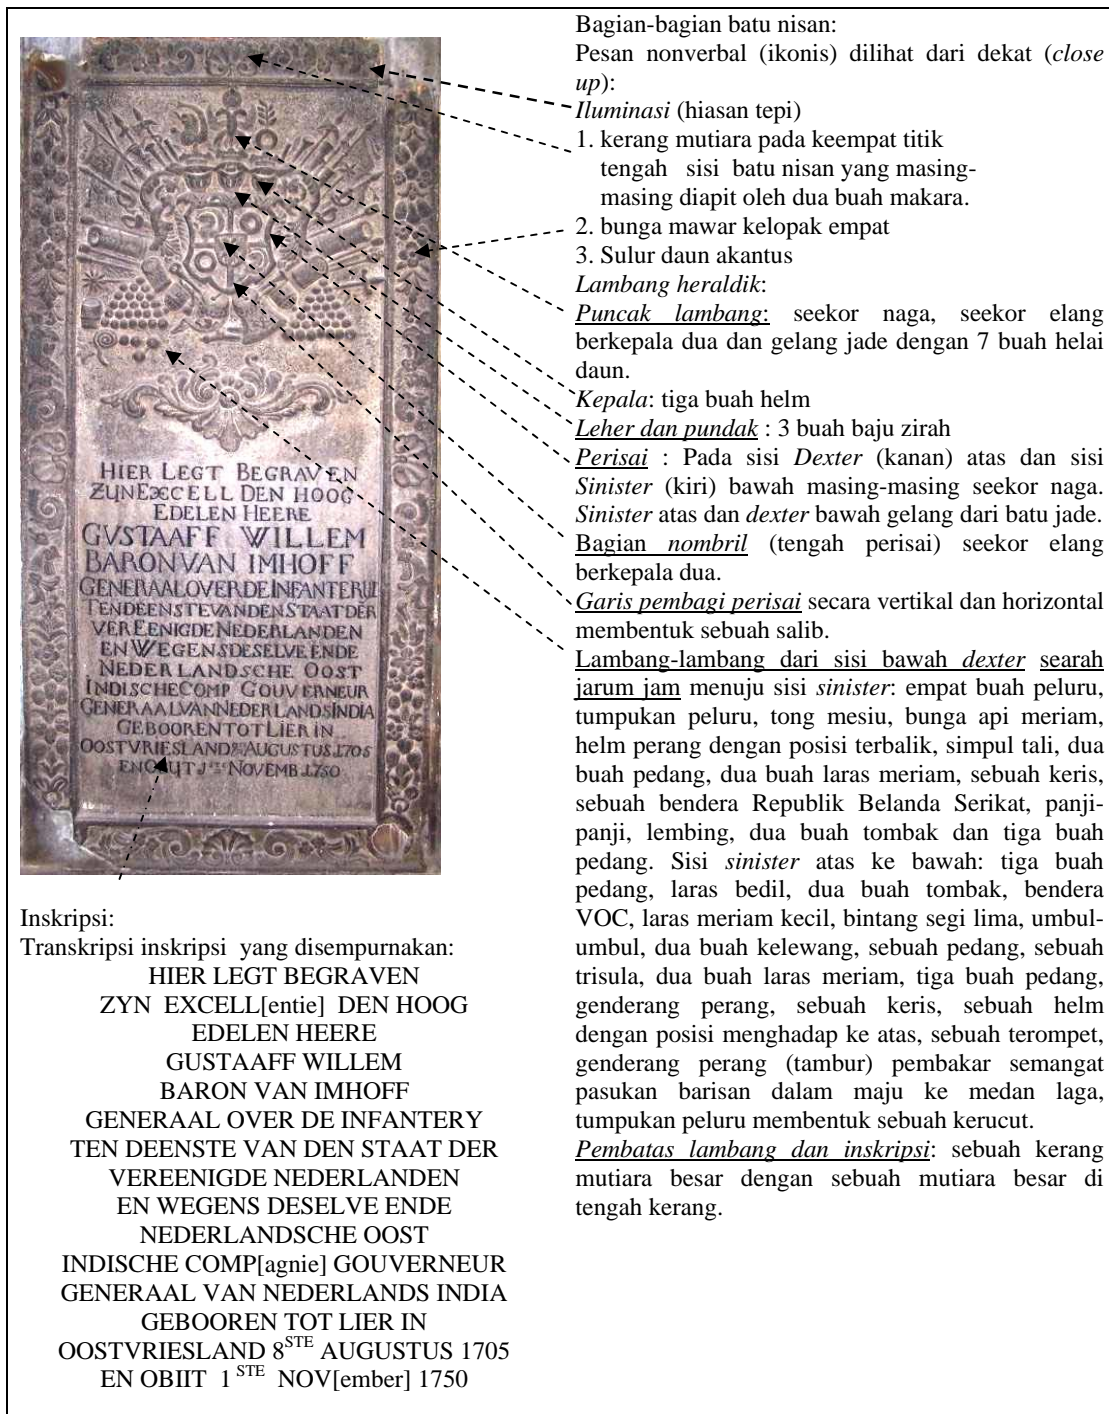 HIER LEGT BEGRAVEN
ZIJN EXCELL DEN HOOG
EDELEN HEERE
GVSTAAFF WILLEM
BARON VAN IMHOFF
GENERAAL OVER DE INFANTERIJ
TEN DEENSTE VAN DEN STAAT DER
VEREENIGDE NEDERLANDEN
EN WEGENS DESELVE ENDE
NEDERLANDSCHE OOST
INDISCHE COMP GOUVERNEUR
GENERAAL VAN NEDERLANDS INDIA
GEBOOREN TOT LIER IN
OOSTVRIESLAND AUGUSTUS 1705
EN OBIJT NOVEMB 1750
Inskripsi:
Transkripsi inskripsi yang disempurnakan:
HIER LEGT BEGRAVEN
ZYN EXCELL[entie] DEN HOOG
EDELEN HEERE
GUSTAAFF WILLEM
BARON VAN IMHOFF
GENERAAL OVER DE INFANTERY
TEN DEENSTE VAN DEN STAAT DER
VEREENIGDE NEDERLANDEN
EN WEGENS DESELVE ENDE
NEDERLANDSCHE OOST
INDISCHE COMP[agnie] GOUVERNEUR
GENERAAL VAN NEDERLANDS INDIA
GEBOOREN TOT LIER IN
OOSTVRIESLAND 8STE AUGUSTUS 1705
EN OBIIT 1 STE NOV[ember] 1750
Bagian-bagian batu nisan:
Pesan nonverbal (ikonis) dilihat dari dekat (close
up):
Iluminasi (hiasan tepi)
1. kerang mutiara pada keempat titik
tengah sisi batu nisan yang masing-
masing diapit oleh dua buah makara.
2. bunga mawar kelopak empat
3. Sulur daun akantus
Lambang heraldik:
Puncak lambang: seekor naga, seekor elang
berkepala dua dan gelang jade dengan 7 buah helai
daun.
Kepala: tiga buah helm
Leher dan pundak : 3 buah baju zirah
Perisai : Pada sisi Dexter (kanan) atas dan sisi
Sinister (kiri) bawah masing-masing seekor naga.
Sinister atas dan dexter bawah gelang dari batu jade.
Bagian nombril (tengah perisai) seekor elang
berkepala dua.
Garis pembagi perisai secara vertikal dan horizontal
membentuk sebuah salib.
Lambang-lambang dari sisi bawah dexter searah
jarum jam menuju sisi sinister: empat buah peluru,
tumpukan peluru, tong mesiu, bunga api meriam,
helm perang dengan posisi terbalik, simpul tali, dua
buah pedang, dua buah laras meriam, sebuah keris,
sebuah bendera Republik Belanda Serikat, panji-
panji, lembing, dua buah tombak dan tiga buah
pedang. Sisi sinister atas ke bawah: tiga buah
pedang, laras bedil, dua buah tombak, bendera
VOC, laras meriam kecil, bintang segi lima, umbul-
umbul, dua buah kelewang, sebuah pedang, sebuah
trisula, dua buah laras meriam, tiga buah pedang,
genderang perang, sebuah keris, sebuah helm
dengan posisi menghadap ke atas, sebuah terompet,
genderang perang (tambur) pembakar semangat
pasukan barisan dalam maju ke medan laga,
tumpukan peluru membentuk sebuah kerucut.
Pembatas lambang dan inskripsi: sebuah kerang
mutiara besar dengan sebuah mutiara besar di
tengah kerang.